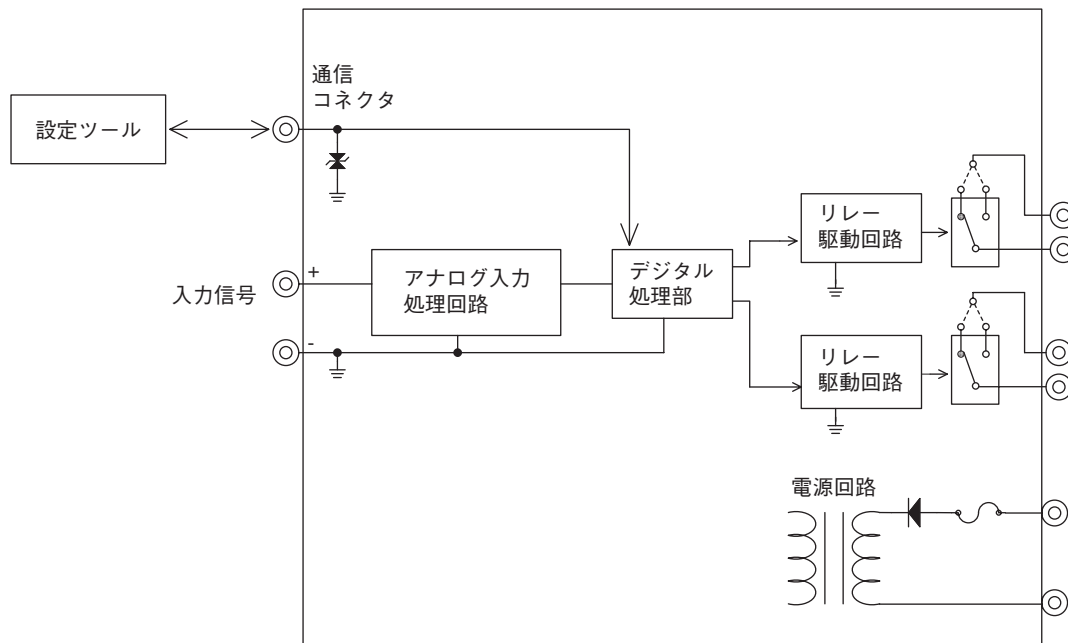 通信
コネクタ
設定ツール
入力信号
+
-
アナログ入力
処理回路
デジタル
処理部
リレー
駆動回路
リレー
駆動回路
電源回路